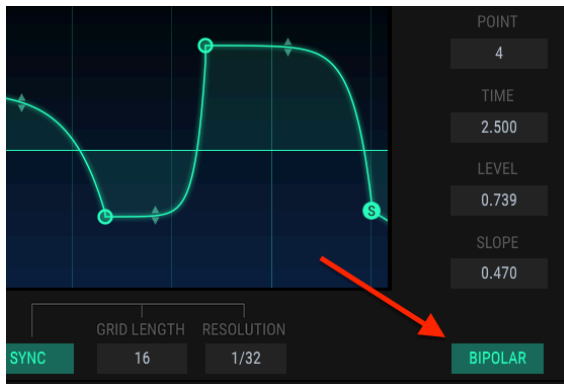 POINT
4
TIME
2.500
LEVEL
0.739
S
SLOPE
0.470
GRID LENGTH RESOLUTION
SYNC 16 1/32 BIPOLAR